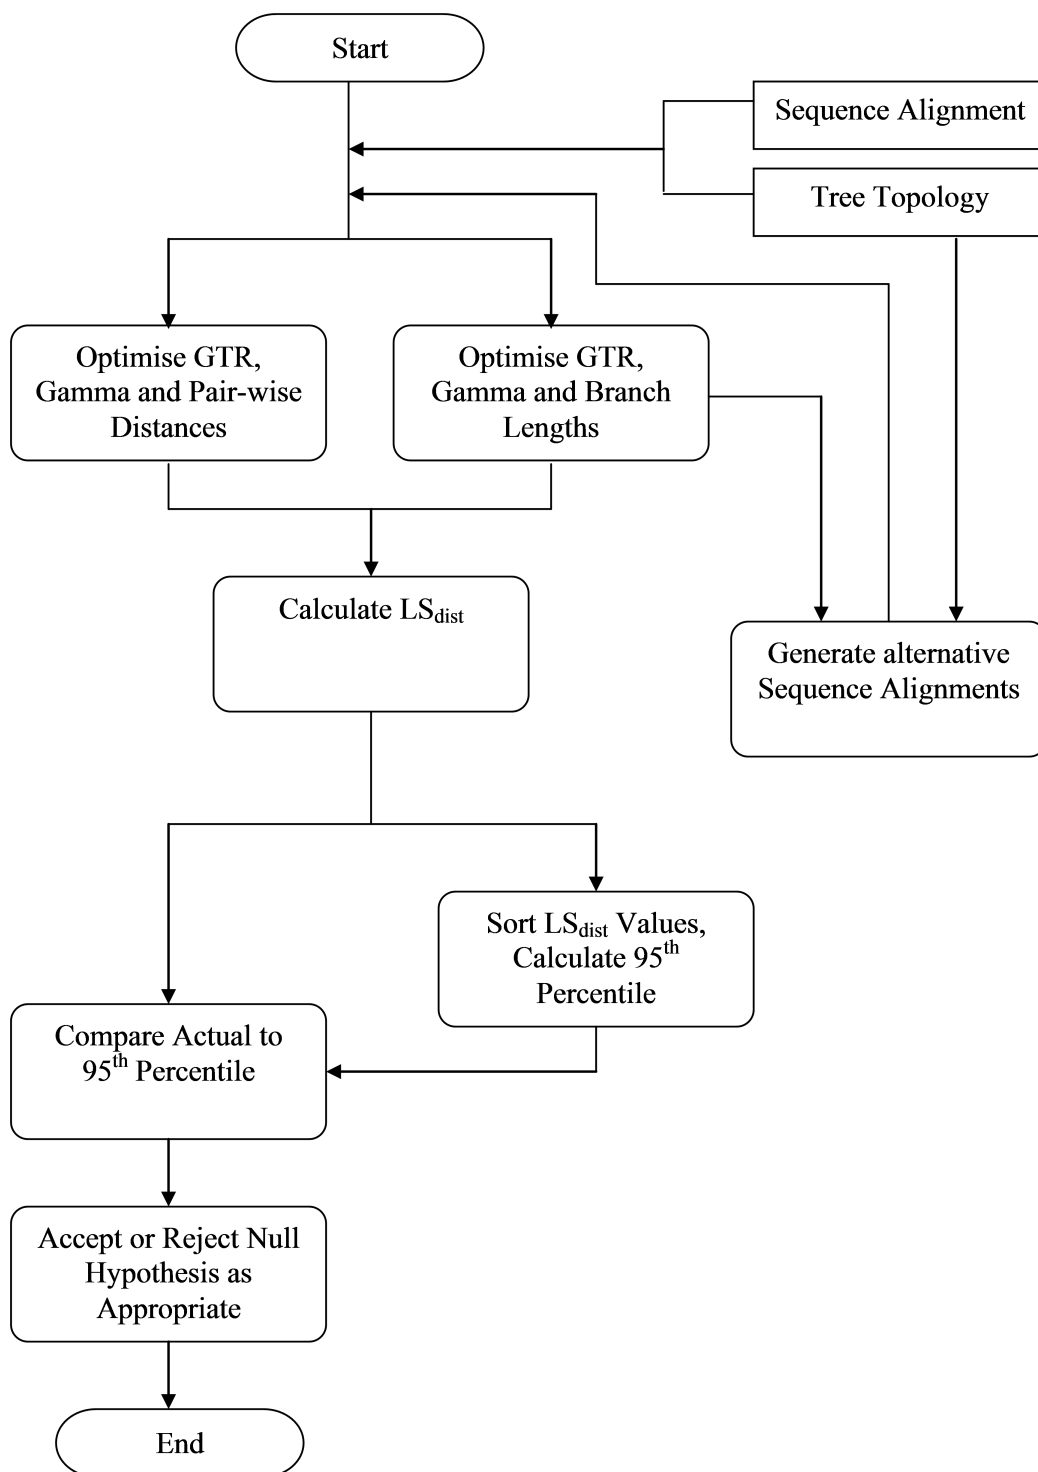 Start
Sequence Alignment
Tree Topology
Optimise GTR,
Gamma and Pair-wise
Distances
Optimise GTR,
Gamma and Branch
Lengths
Calculate LSdist
Generate alternative
Sequence Alignments
Sort LSdist Values,
Calculate 95th
Percentile
Compare Actual to
95th Percentile
Accept or Reject Null
Hypothesis as
Appropriate
End